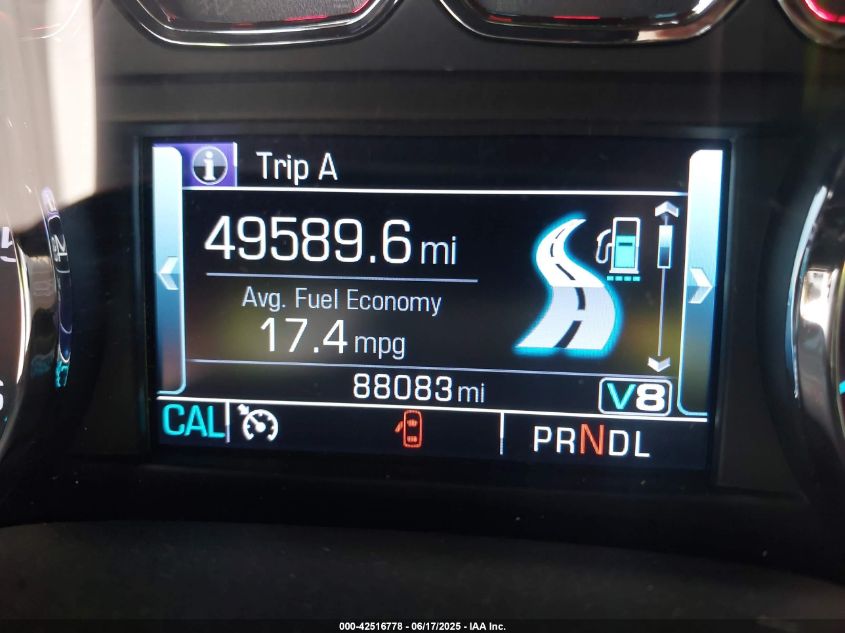 Trip A
49589.6 mi
Avg. Fuel Economy
17.4 mpg
88083 mi
V8
CAL
PRNDL
000-42516778 - 06/17/2025 - IAA Inc.